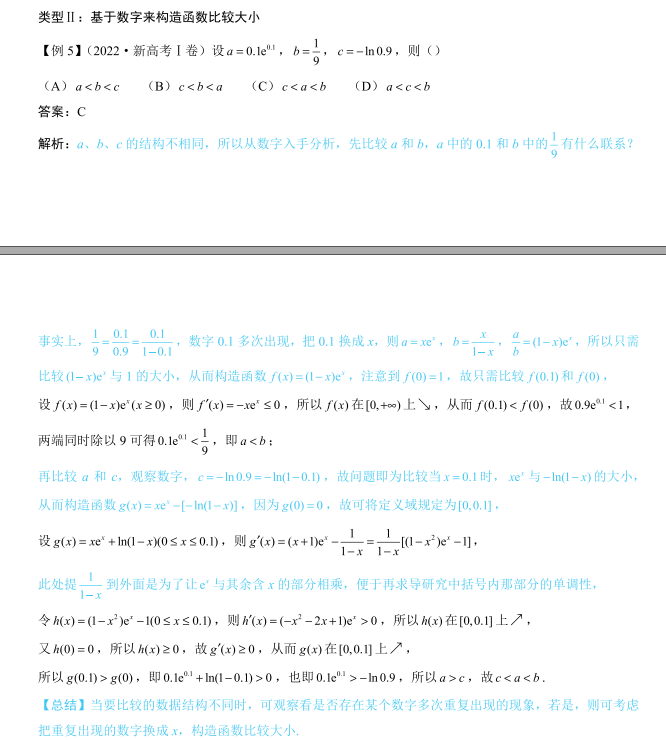 类型Ⅱ：基于数字来构造函数比较大小
【例 5】（2022·新高考Ⅰ卷）设 a=0.1e^{0.1}，b=\frac{1}{9}，c=-ln0.9，则（）
（A）a<b<c （B）c<b<a （C）c<a<b （D）a<c<b
答案：C
解析：a、b、c 的结构不相同，所以从数字入手分析，先比较 a 和 b，a 中的 0.1 和 b 中的\frac{1}{9}有什么联系？
事实上，\frac{1}{9}=\frac{0.1}{0.9}=\frac{0.1}{1-0.1}，数字 0.1 多次出现，把 0.1 换成 x，则 a=xe^x，b=\frac{x}{1-x}，\frac{a}{b}=(1-x)e^x，所以只需
比较(1-x)e^x 与 1 的大小，从而构造函数 f(x)=(1-x)e^x，注意到 f(0)=1，故只需比较 f(0.1) 和 f(0)，
设 f(x)=(1-x)e^x(x≥0)，则 f′(x)=-xe^x≤0，所以 f(x) 在[0,+∞)上↘，从而 f(0.1)<f(0)，故 0.9e^{0.1}<1，
两端同时除以 9 可得 0.1e^{0.1}<\frac{1}{9}，即 a<b；
再比较 a 和 c，观察数字，c=-ln0.9=-ln(1-0.1)，故问题即为比较当 x=0.1 时，xe^x 与 -ln(1-x) 的大小，
从而构造函数 g(x)=xe^x-[-ln(1-x)]，因为 g(0)=0，故可将定义域规定为[0,0.1]，
设 g(x)=xe^x+ln(1-x)(0≤x≤0.1)，则 g′(x)=(x+1)e^x-\frac{1}{1-x}=\frac{1}{1-x}[(1-x^2)e^x-1]，
此处提\frac{1}{1-x}到外面是为了让 e^x 与其余含 x 的部分相乘，便于再求导研究中括号内那部分的单调性，
令 h(x)=(1-x^2)e^x-1(0≤x≤0.1)，则 h′(x)=(-x^2-2x+1)e^x>0，所以 h(x) 在[0,0.1]上↗，
又 h(0)=0，所以 h(x)≥0，故 g′(x)≥0，从而 g(x) 在[0,0.1]上↗，
所以 g(0.1)>g(0)，即 0.1e^{0.1}+ln(1-0.1)>0，也即 0.1e^{0.1}>-ln0.9，所以 a>c，故 c<a<b.
【总结】当要比较的数据结构不同时，可观察看是否存在某个数字多次重复出现的现象，若是，则可考虑
把重复出现的数字换成 x，构造函数比较大小.